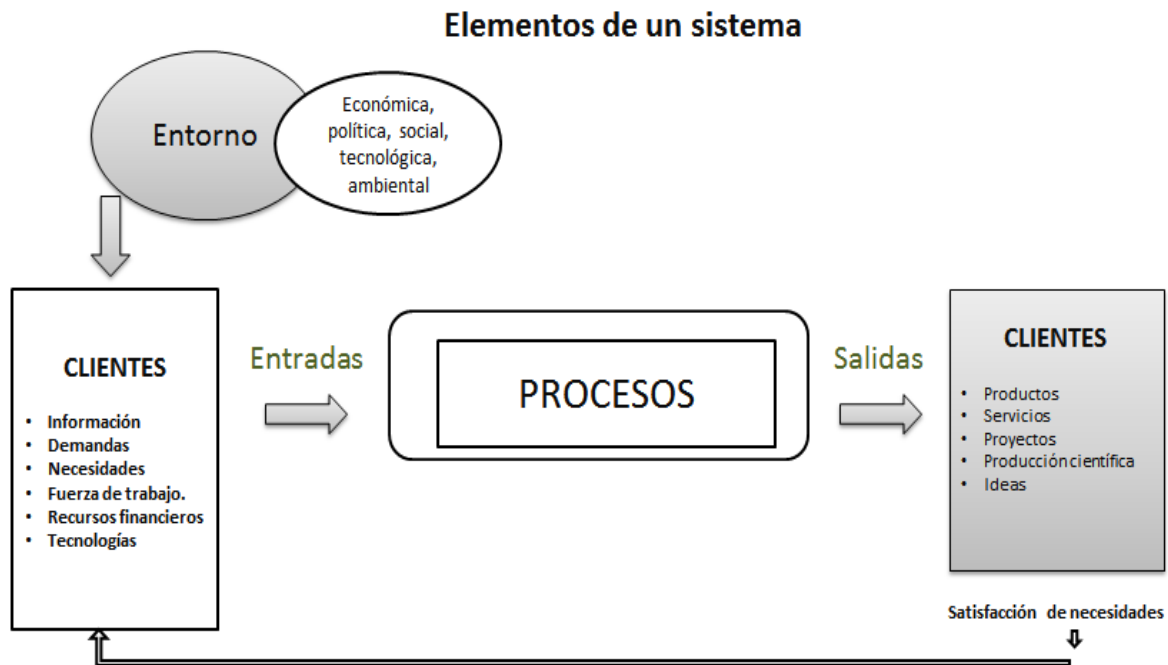 Elementos de un sistema
Entorno
Económica,
política, social,
tecnológica,
ambiental
CLIENTES
• Información
• Demandas
• Necesidades
• Fuerza de trabajo.
• Recursos financieros
• Tecnologías
Entradas
PROCESOS
Salidas
CLIENTES
• Productos
• Servicios
• Proyectos
• Producción científica
• Ideas
Satisfacción de necesidades